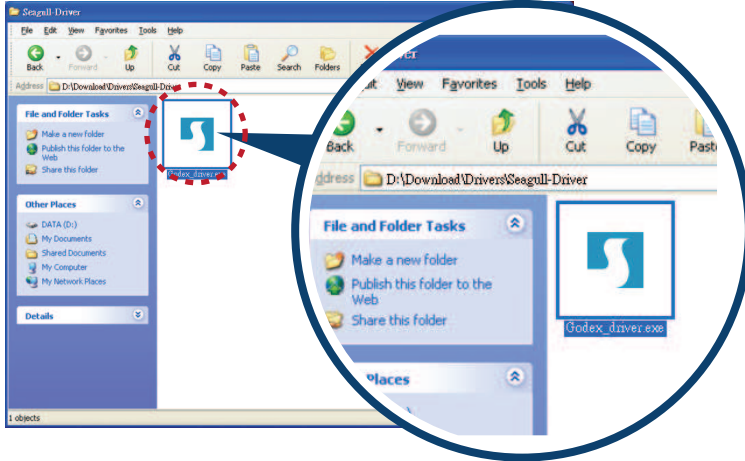 Seagull-Driver
File Edit View Favorites Tools Help
Back Forward Up Cut Copy Paste Search Folders
Address D:\Download\Drivers\Seagull-Driver
File and Folder Tasks
Make a new folder
Publish this folder to the
Web
Share this folder
Godex_driver.exe
Other Places
DATA (D:)
My Documents
Shared Documents
My Computer
My Network Places
Details
1 objects
View Favorites Tools Help
Back Forward Up Cut Copy
D:\Download\Drivers\Seagull-Driver
File and Folder Tasks
Make a new folder
Publish this folder to the
Web
Share this folder
Godex_driver.exe
Places